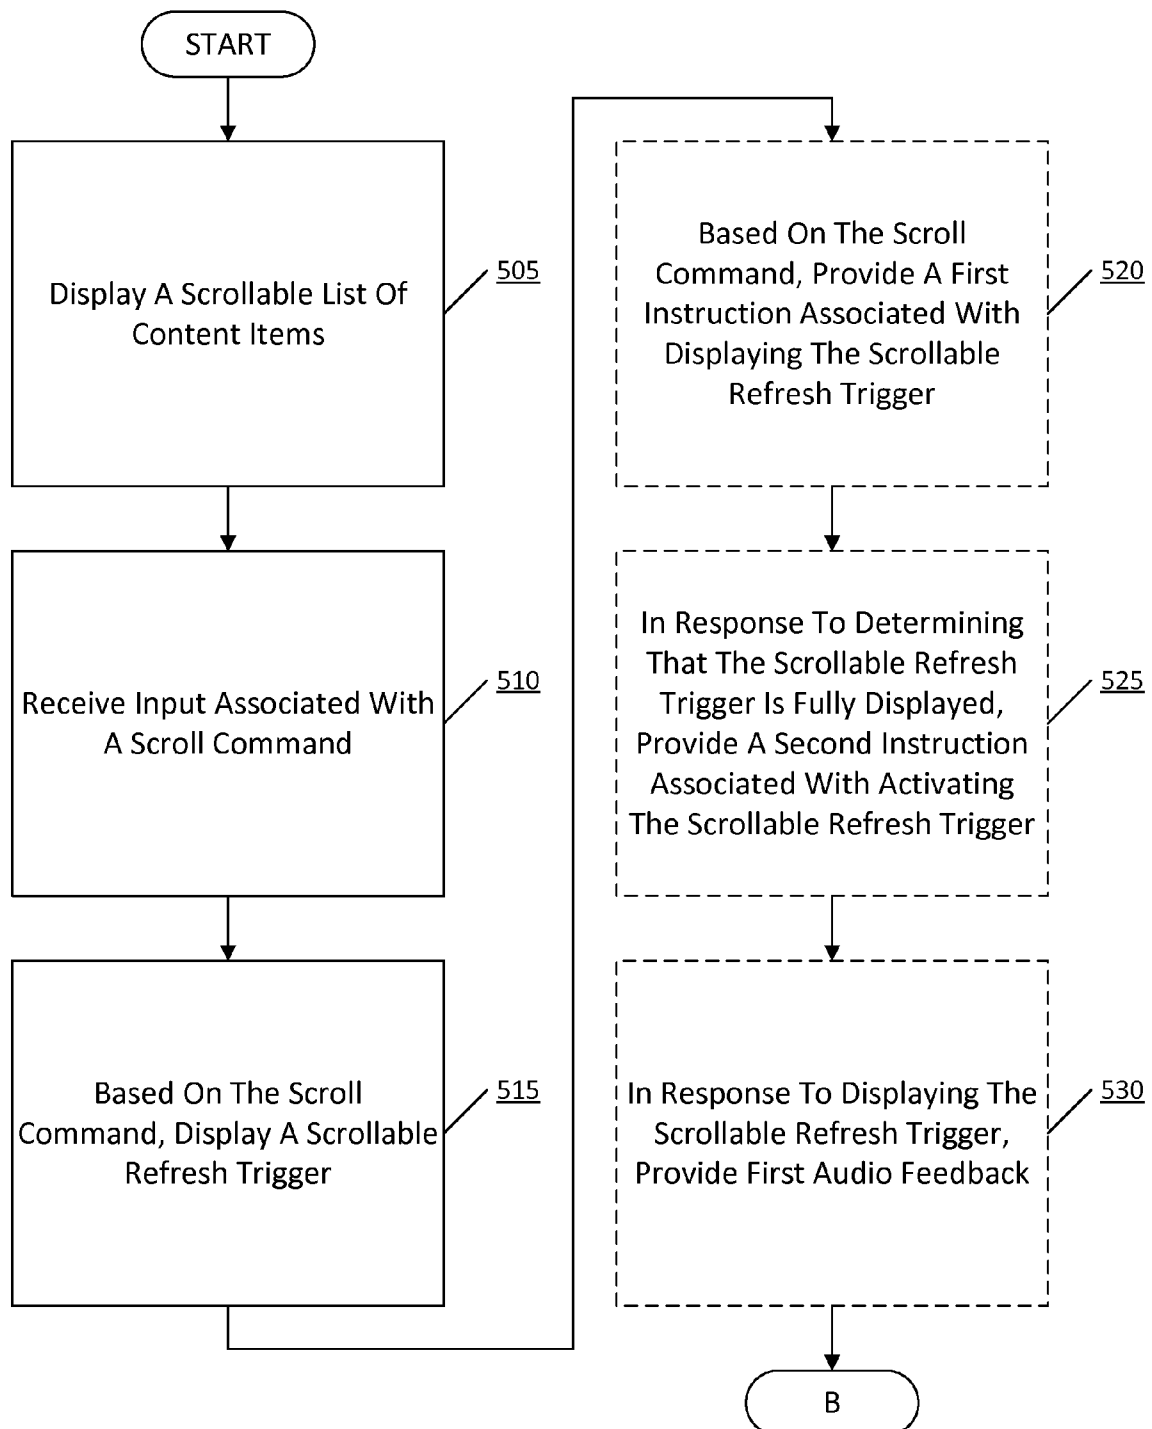 START
Display A Scrollable List Of
Content Items
505
Receive Input Associated With
A Scroll Command
510
Based On The Scroll
Command, Display A Scrollable
Refresh Trigger
515
Based On The Scroll
Command, Provide A First
Instruction Associated With
Displaying The Scrollable
Refresh Trigger
520
In Response To Determining
That The Scrollable Refresh
Trigger Is Fully Displayed,
Provide A Second Instruction
Associated With Activating
The Scrollable Refresh Trigger
525
In Response To Displaying The
Scrollable Refresh Trigger,
Provide First Audio Feedback
530
B